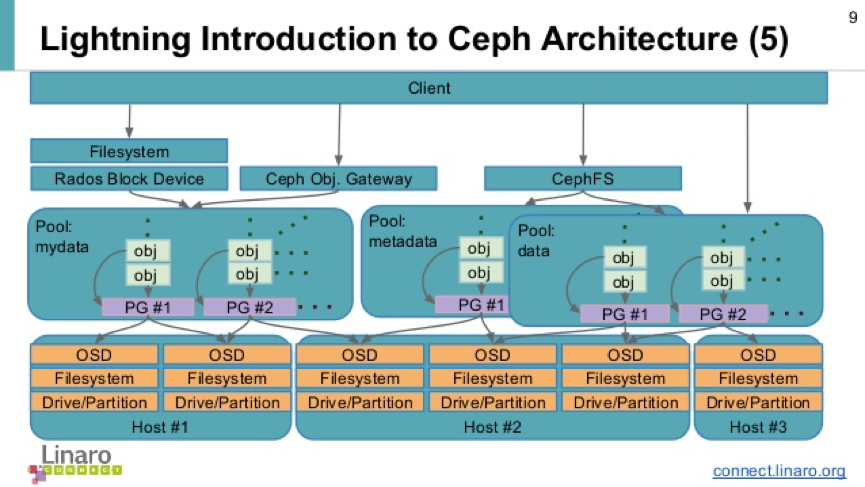 9
Lightning Introduction to Ceph Architecture (5)
Client
Filesystem
Rados Block Device
Ceph Obj. Gateway
CephFS
Pool:
mydata
obj
obj
PG #1
obj
obj
PG #2
Pool:
metadata
obj
obj
PG #1
Pool:
data
obj
obj
PG #1
obj
obj
PG #2
OSD OSD OSD OSD OSD OSD
Filesystem Filesystem Filesystem Filesystem Filesystem Filesystem
Drive/Partition Drive/Partition Drive/Partition Drive/Partition Drive/Partition Drive/Partition
Host #1 Host #2 Host #3
Linaro
CONNECT
connect.linaro.org